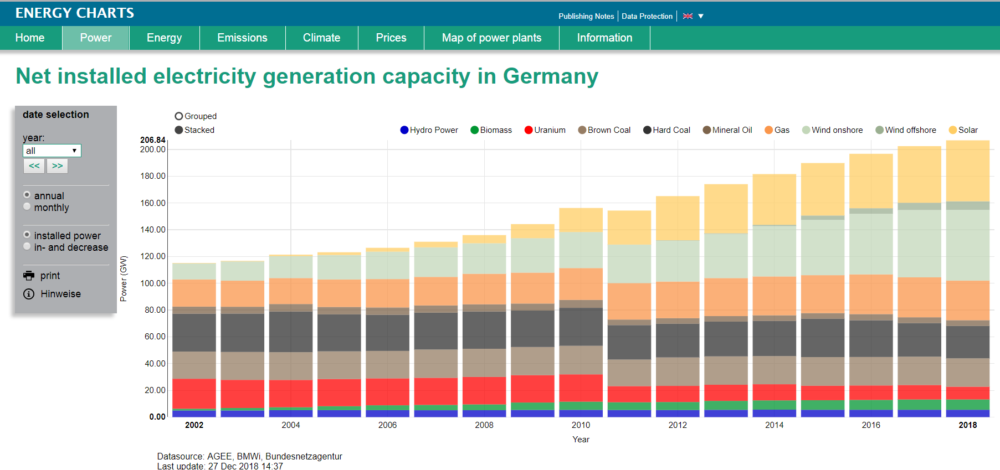 ENERGY CHARTS
Publishing Notes Data Protection ▼
Home Power Energy Emissions Climate Prices Map of power plants Information
Net installed electricity generation capacity in Germany
date selection
year:
all ▼
<< >>
annual
monthly
installed power
in- and decrease
print
Hinweise
Grouped
Stacked
Hydro Power Biomass Uranium Brown Coal Hard Coal Mineral Oil Gas Wind onshore Wind offshore Solar
206.84
200.00
180.00
160.00
140.00
120.00
100.00
80.00
60.00
40.00
20.00
0.00
Power (GW)
2002 2004 2006 2008 2010 2012 2014 2016 2018
Year
Datasource: AGEE, BMWi, Bundesnetzagentur
Last update: 27 Dec 2018 14:37